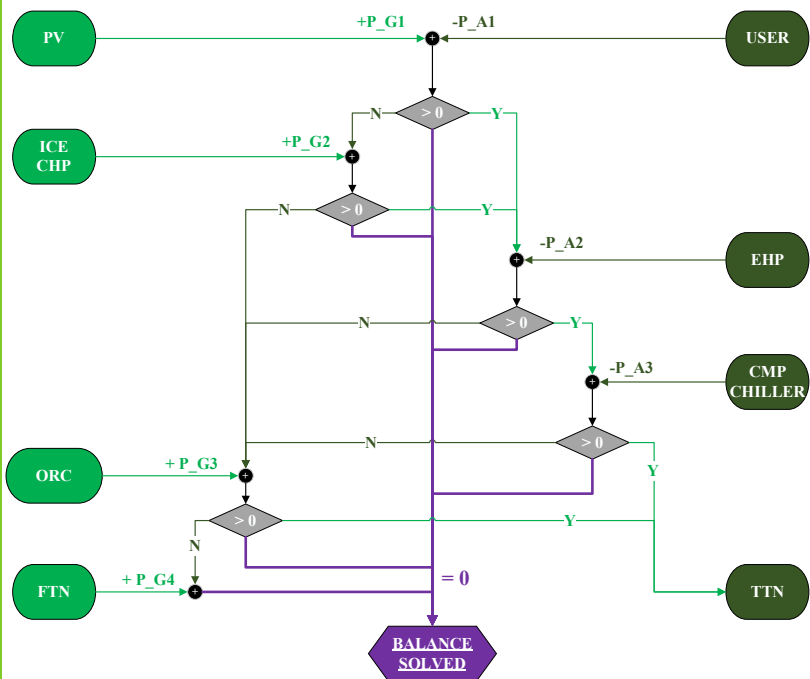 +P_G1
-P_A1
PV
USER
> 0
N
Y
ICE
CHP
+P_G2
> 0
N
Y
-P_A2
EHP
> 0
N
Y
-P_A3
CMP
CHILLER
> 0
N
Y
ORC
+ P_G3
> 0
Y
N
FTN
+ P_G4
= 0
TTN
BALANCE
SOLVED